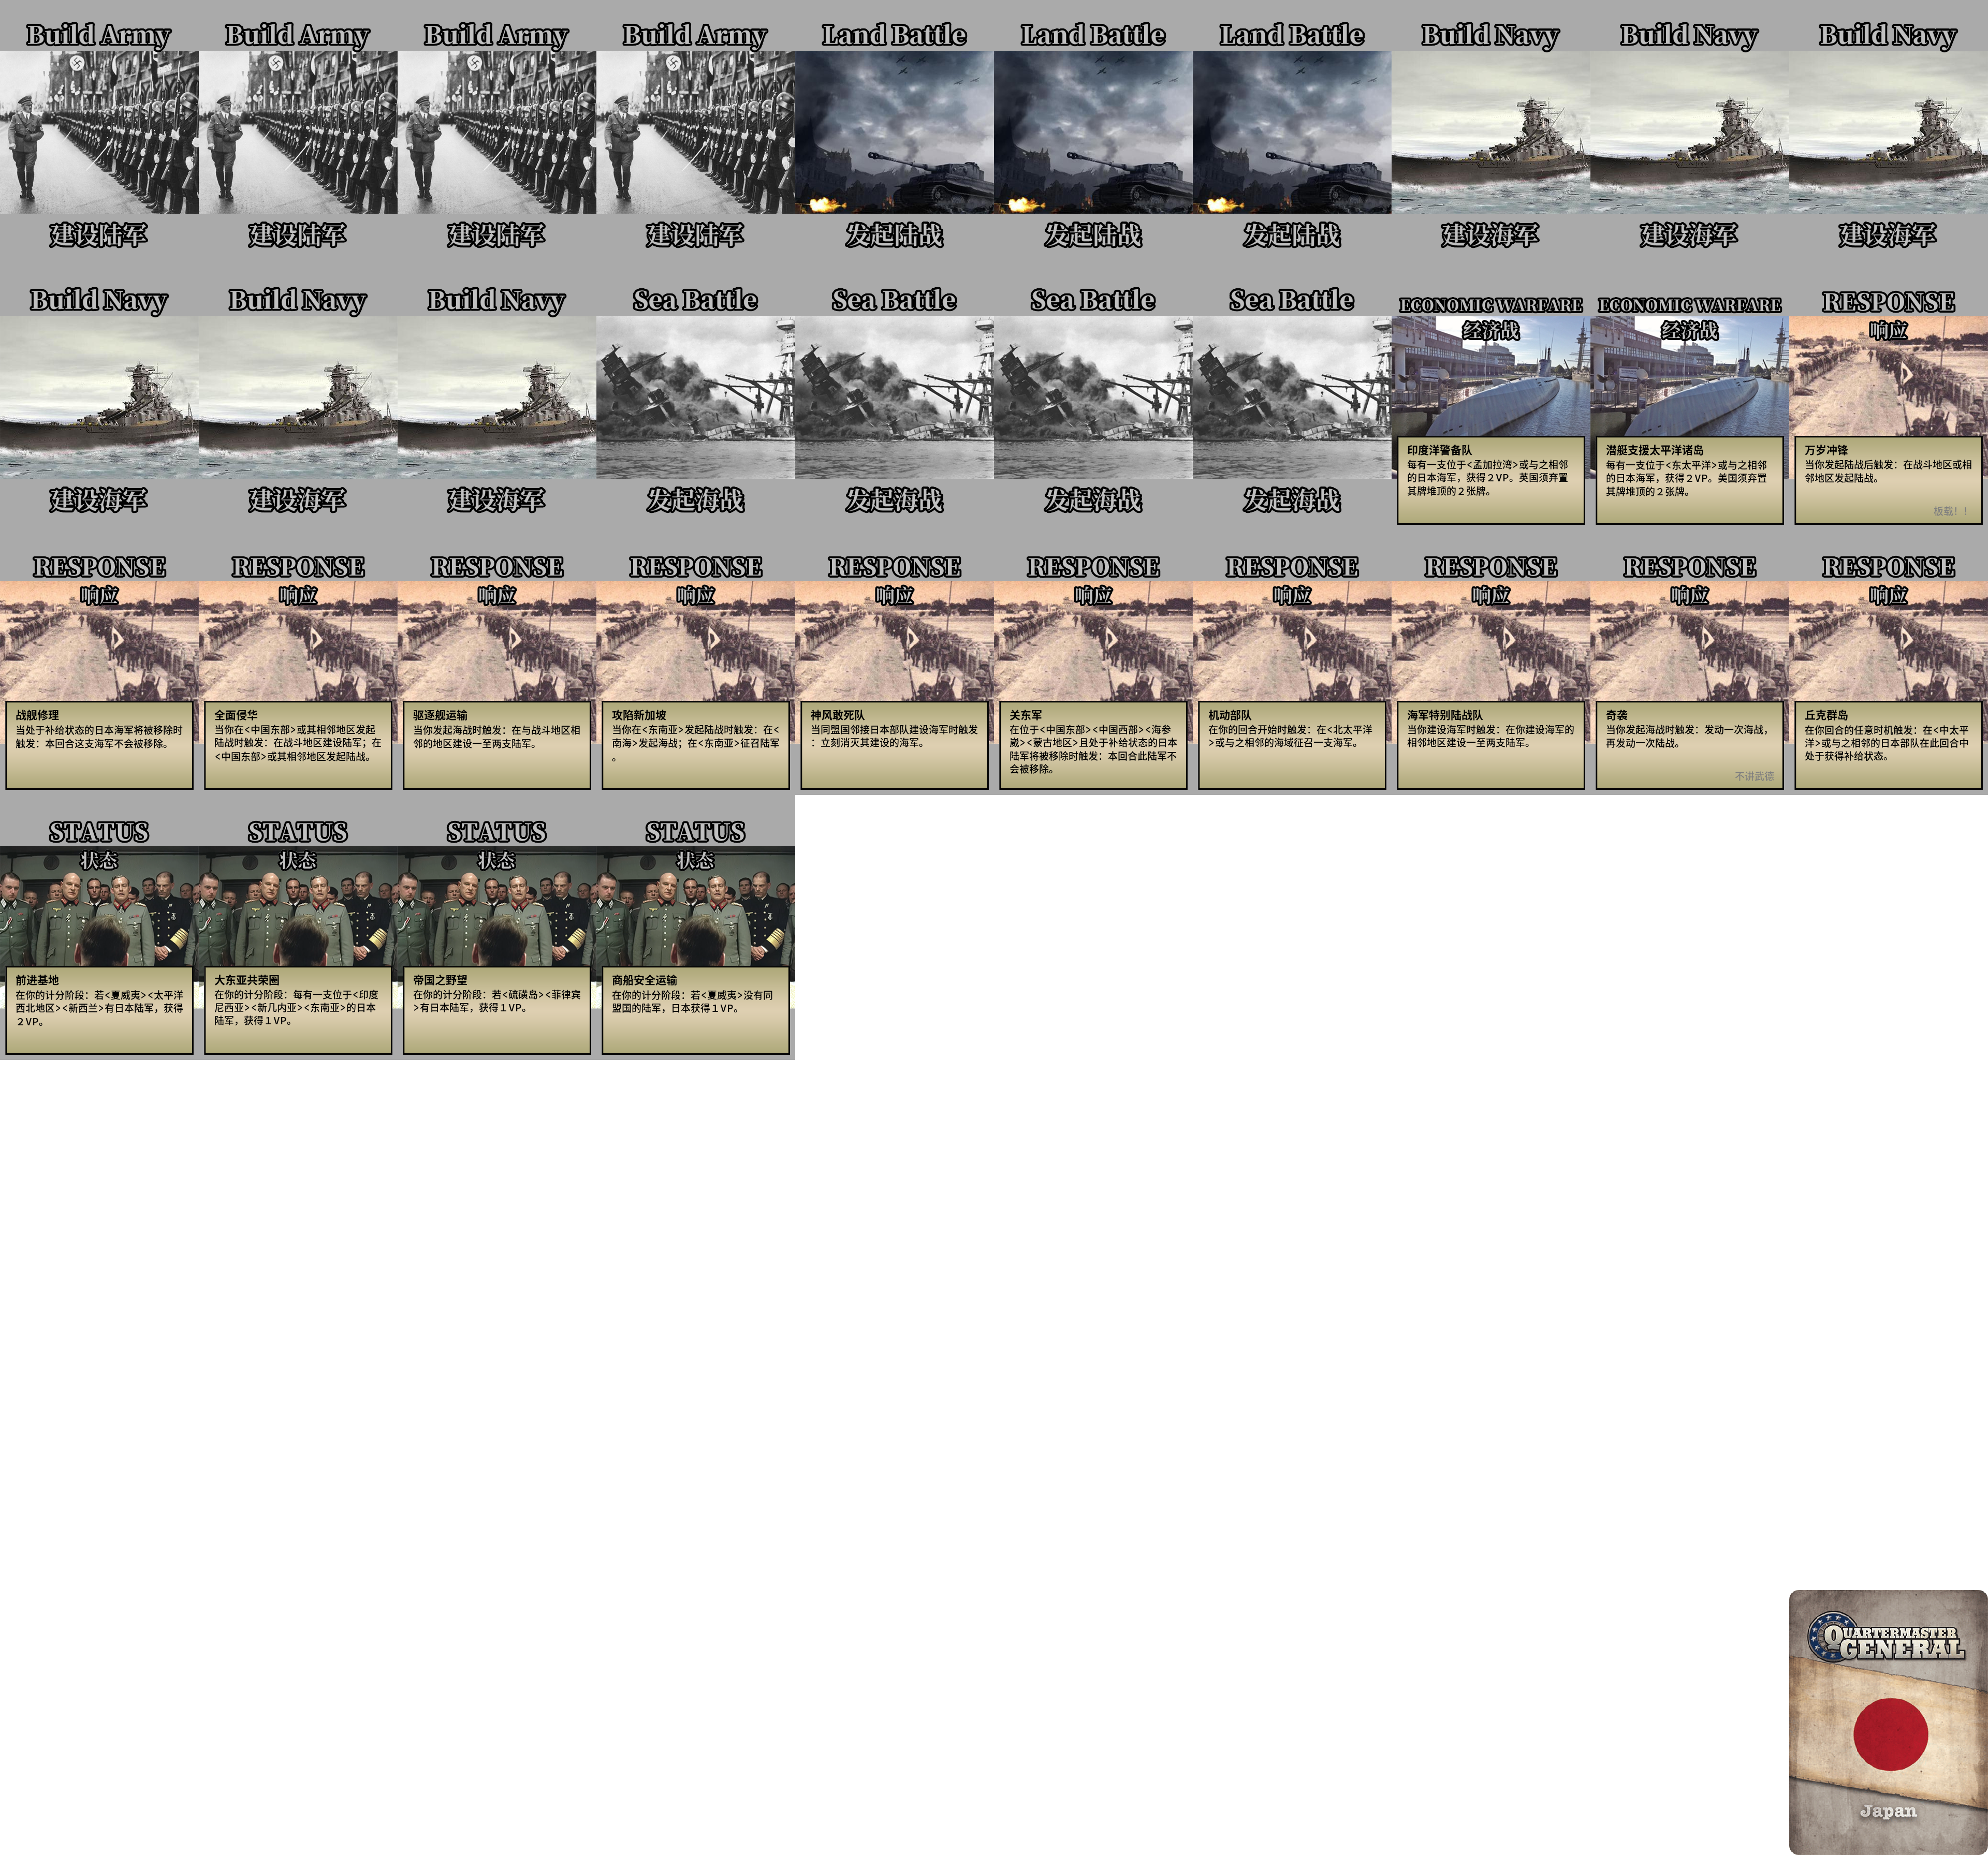 Build Army
建设陆军
Build Army
建设陆军
Build Army
建设陆军
Build Army
建设陆军
Land Battle
发起陆战
Land Battle
发起陆战
Land Battle
发起陆战
Build Navy
建设海军
Build Navy
建设海军
Build Navy
建设海军
Build Navy
建设海军
Build Navy
建设海军
Build Navy
建设海军
Sea Battle
发起海战
Sea Battle
发起海战
Sea Battle
发起海战
Sea Battle
发起海战
ECONOMIC WARFARE
经济战
印度洋警备队
每有一支位于<孟加拉湾>或与之相邻
的日本海军，获得２VP。英国须弃置
其牌堆顶的２张牌。
ECONOMIC WARFARE
经济战
潜艇支援太平洋诸岛
每有一支位于<东太平洋>或与之相邻
的日本海军，获得２VP。美国须弃置
其牌堆顶的２张牌。
RESPONSE
响应
万岁冲锋
当你发起陆战后触发：在战斗地区或相
邻地区发起陆战。
板载！！
RESPONSE
响应
战舰修理
当处于补给状态的日本海军将被移除时
触发：本回合这支海军不会被移除。
RESPONSE
响应
全面侵华
当你在<中国东部>或其相邻地区发起
陆战时触发：在战斗地区建设陆军；在
<中国东部>或其相邻地区发起陆战。
RESPONSE
响应
驱逐舰运输
当你发起海战时触发：在与战斗地区相
邻的地区建设一至两支陆军。
RESPONSE
响应
攻陷新加坡
当你在<东南亚>发起陆战时触发：在<
南海>发起海战；在<东南亚>征召陆军
。
RESPONSE
响应
神风敢死队
当同盟国邻接日本部队建设海军时触发
：立刻消灭其建设的海军。
RESPONSE
响应
关东军
在位于<中国东部><中国西部><海参
崴><蒙古地区>且处于补给状态的日本
陆军将被移除时触发：本回合此陆军不
会被移除。
RESPONSE
响应
机动部队
在你的回合开始时触发：在<北太平洋
>或与之相邻的海域征召一支海军。
RESPONSE
响应
海军特别陆战队
当你建设海军时触发：在你建设海军的
相邻地区建设一至两支陆军。
RESPONSE
响应
奇袭
当你发起海战时触发：发动一次海战，
再发动一次陆战。
不讲武德
RESPONSE
响应
丘克群岛
在你回合的任意时机触发：在<中太平
洋>或与之相邻的日本部队在此回合中
处于获得补给状态。
STATUS
状态
前进基地
在你的计分阶段：若<夏威夷><太平洋
西北地区><新西兰>有日本陆军，获得
２VP。
STATUS
状态
大东亚共荣圈
在你的计分阶段：每有一支位于<印度
尼西亚><新几内亚><东南亚>的日本
陆军，获得１VP。
STATUS
状态
帝国之野望
在你的计分阶段：若<硫磺岛><菲律宾
>有日本陆军，获得１VP。
STATUS
状态
商船安全运输
在你的计分阶段：若<夏威夷>没有同
盟国的陆军，日本获得１VP。
QUARTERMASTER
GENERAL
Japan